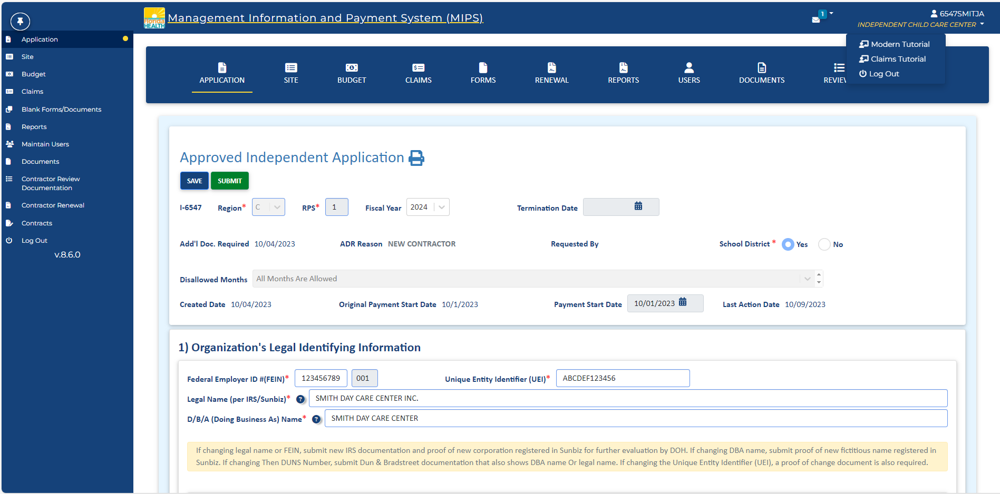 Florida
HEALTH
Management Information and Payment System (MIPS)
1
6547SMITJA
INDEPENDENT CHILD CARE CENTER
Modern Tutorial
Claims Tutorial
Log Out
Application
Site
Budget
Claims
Blank Forms/Documents
Reports
Maintain Users
Documents
Contractor Review
Documentation
Contractor Renewal
Contracts
Log Out
v.8.6.0
APPLICATION
SITE
BUDGET
CLAIMS
FORMS
RENEWAL
REPORTS
USERS
DOCUMENTS
REVIEW
Approved Independent Application
SAVE SUBMIT
I-6547 Region* C RPS* 1 Fiscal Year 2024 Termination Date
Add'l Doc. Required 10/04/2023 ADR Reason NEW CONTRACTOR Requested By School District * Yes No
Disallowed Months All Months Are Allowed
Created Date 10/04/2023 Original Payment Start Date 10/1/2023 Payment Start Date 10/01/2023 Last Action Date 10/09/2023
1) Organization's Legal Identifying Information
Federal Employer ID #(FEIN)* 123456789 001 Unique Entity Identifier (UEI)* ABCDEF123456
Legal Name (per IRS/Sunbiz)* ? SMITH DAY CARE CENTER INC.
D/B/A (Doing Business As) Name* ? SMITH DAY CARE CENTER
If changing legal name or FEIN, submit new IRS documentation and proof of new corporation registered in Sunbiz for further evaluation by DOH. If changing DBA name, submit proof of new fictitious name registered in
Sunbiz. If changing Then DUNS Number, submit Dun & Bradstreet documentation that also shows DBA name Or legal name. If changing the Unique Entity Identifier (UEI), a proof of change document is also required.